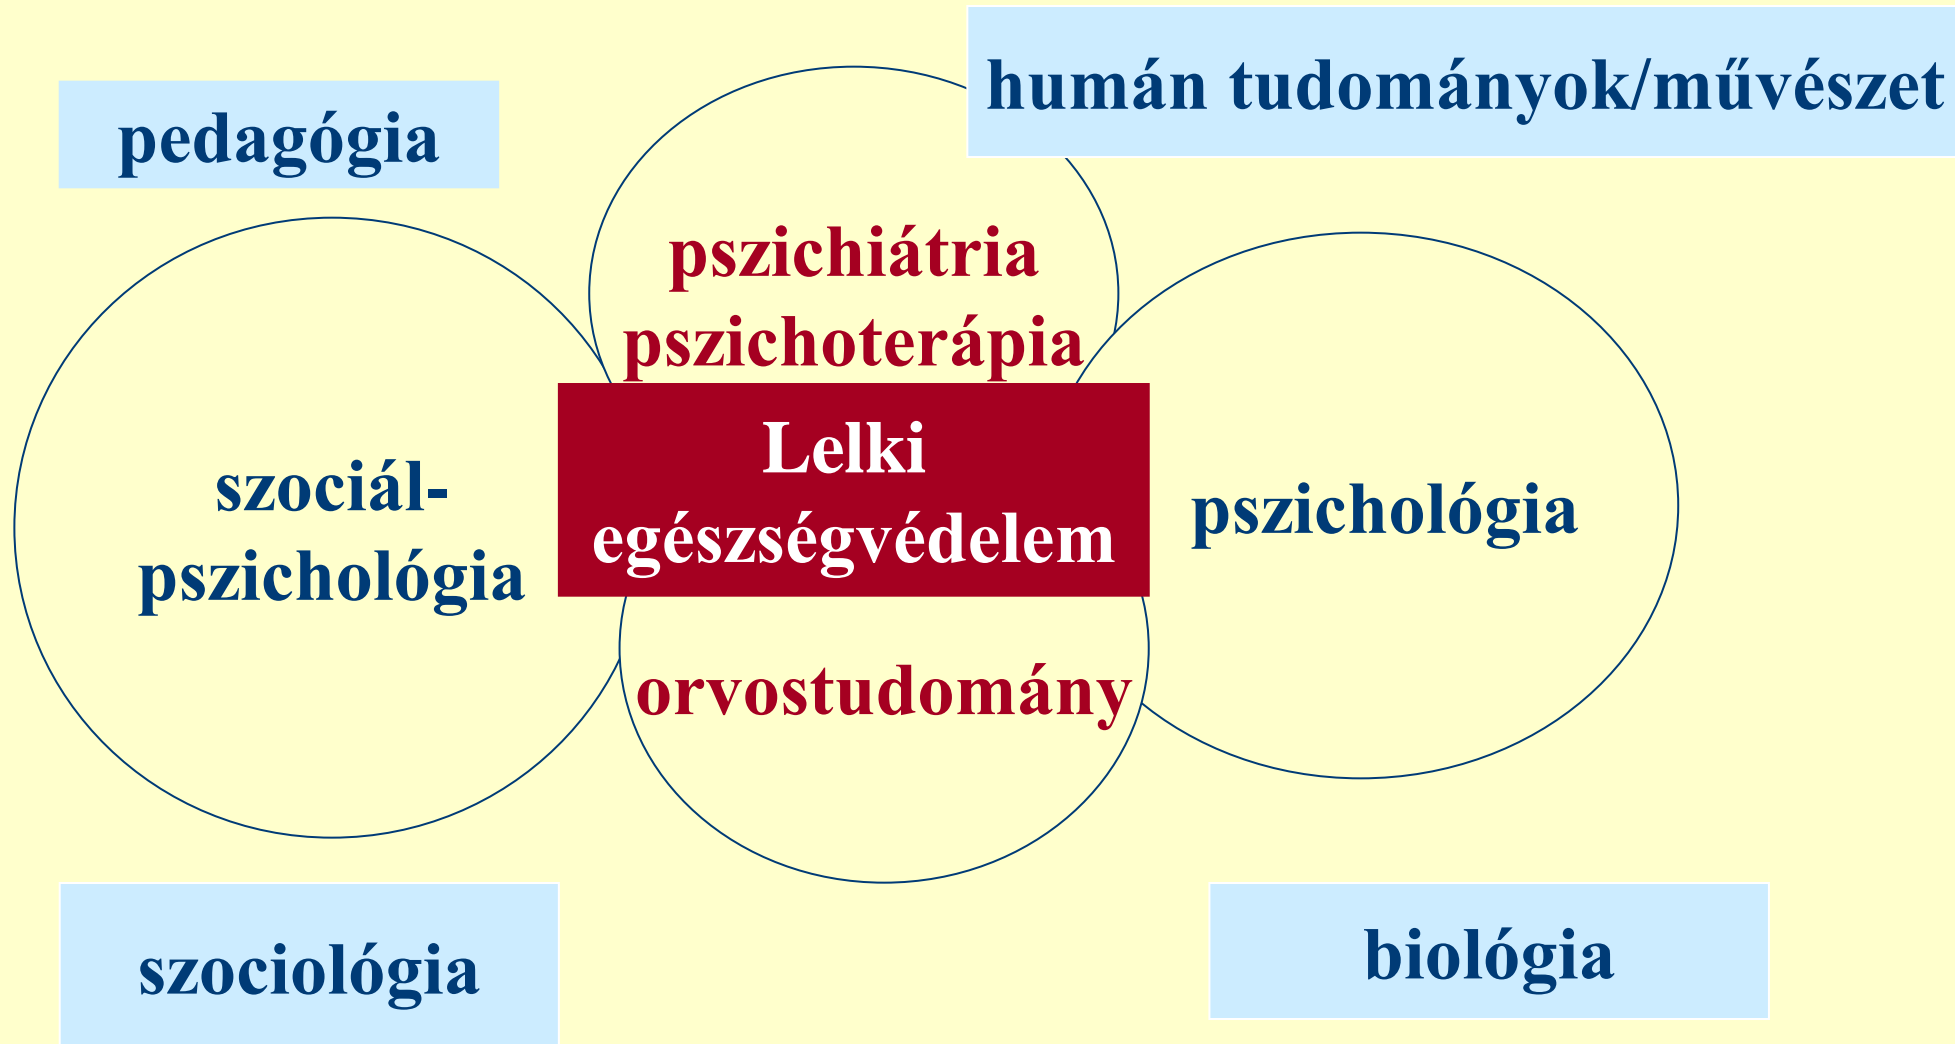 humán tudományok/művészet
pedagógia
pszichiátria
pszichoterápia
szociál-
pszichológia
Lelki
egészségvédelem
pszichológia
orvostudomány
szociológia
biológia